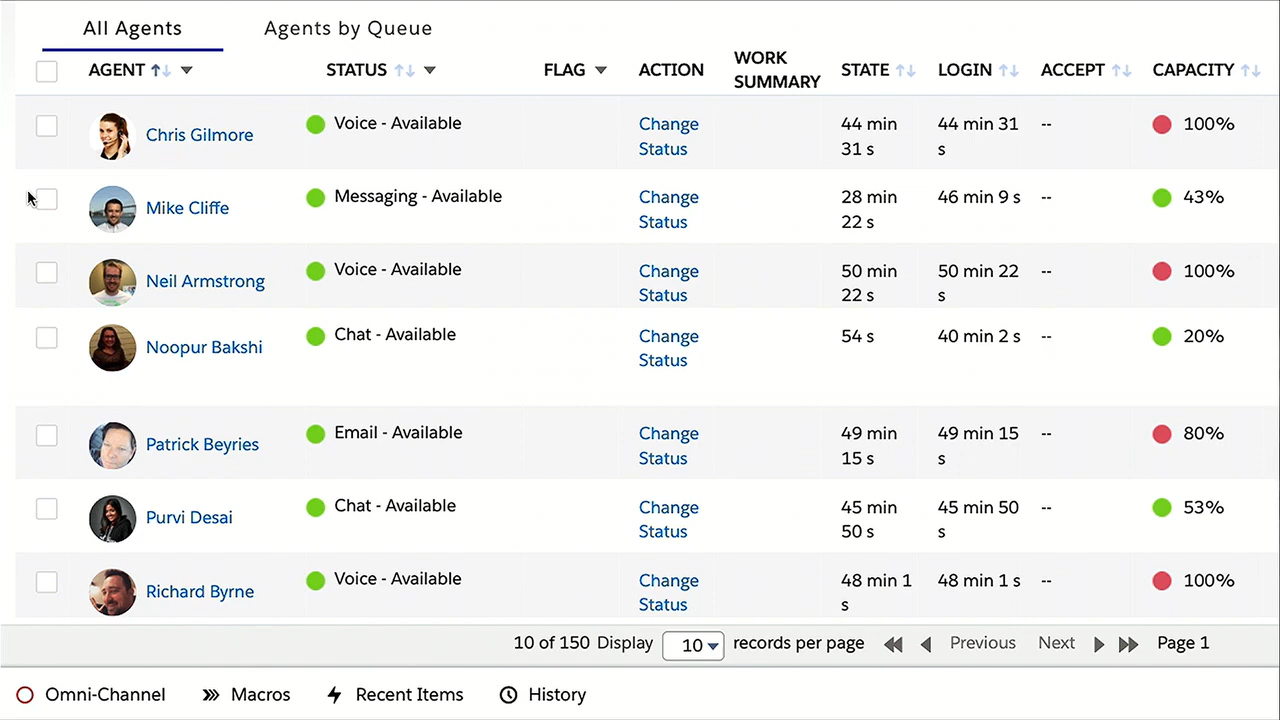 All Agents Agents by Queue
AGENT STATUS FLAG ACTION WORK SUMMARY STATE LOGIN ACCEPT CAPACITY
Chris Gilmore Voice - Available Change Status 44 min 31 s 44 min 31 s -- 100%
Mike Cliffe Messaging - Available Change Status 28 min 22 s 46 min 9 s -- 43%
Neil Armstrong Voice - Available Change Status 50 min 22 s 50 min 22 s -- 100%
Noopur Bakshi Chat - Available Change Status 54 s 40 min 2 s -- 20%
Patrick Beyries Email - Available Change Status 49 min 15 s 49 min 15 s -- 80%
Purvi Desai Chat - Available Change Status 45 min 50 s 45 min 50 s -- 53%
Richard Byrne Voice - Available Change Status 48 min 1 s 48 min 1 s -- 100%
10 of 150 Display 10 records per page Previous Next Page 1
Omni-Channel Macros Recent Items History